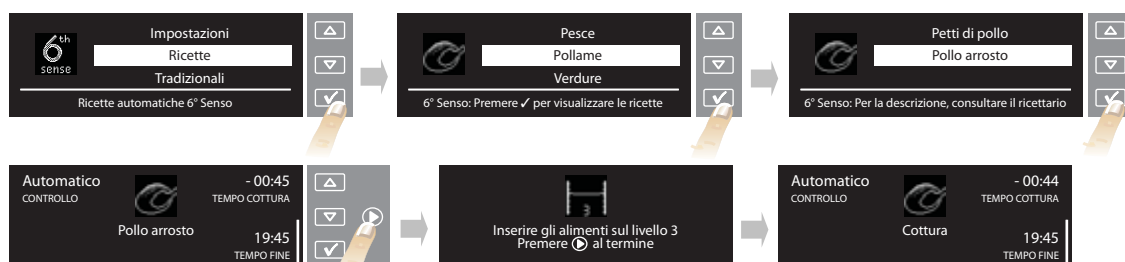 6th
sense
Impostazioni
Ricette
Tradizionali
Ricette automatiche 6° Senso
Pesce
Pollame
Verdure
6° Senso: Premere ✓ per visualizzare le ricette
Petti di pollo
Pollo arrosto
6° Senso: Per la descrizione, consultare il ricettario
Automatico
CONTROLLO
Pollo arrosto
- 00:45
TEMPO COTTURA
19:45
TEMPO FINE
3
Inserire gli alimenti sul livello 3
Premere ▶ al termine
Automatico
CONTROLLO
Cottura
- 00:44
TEMPO COTTURA
19:45
TEMPO FINE